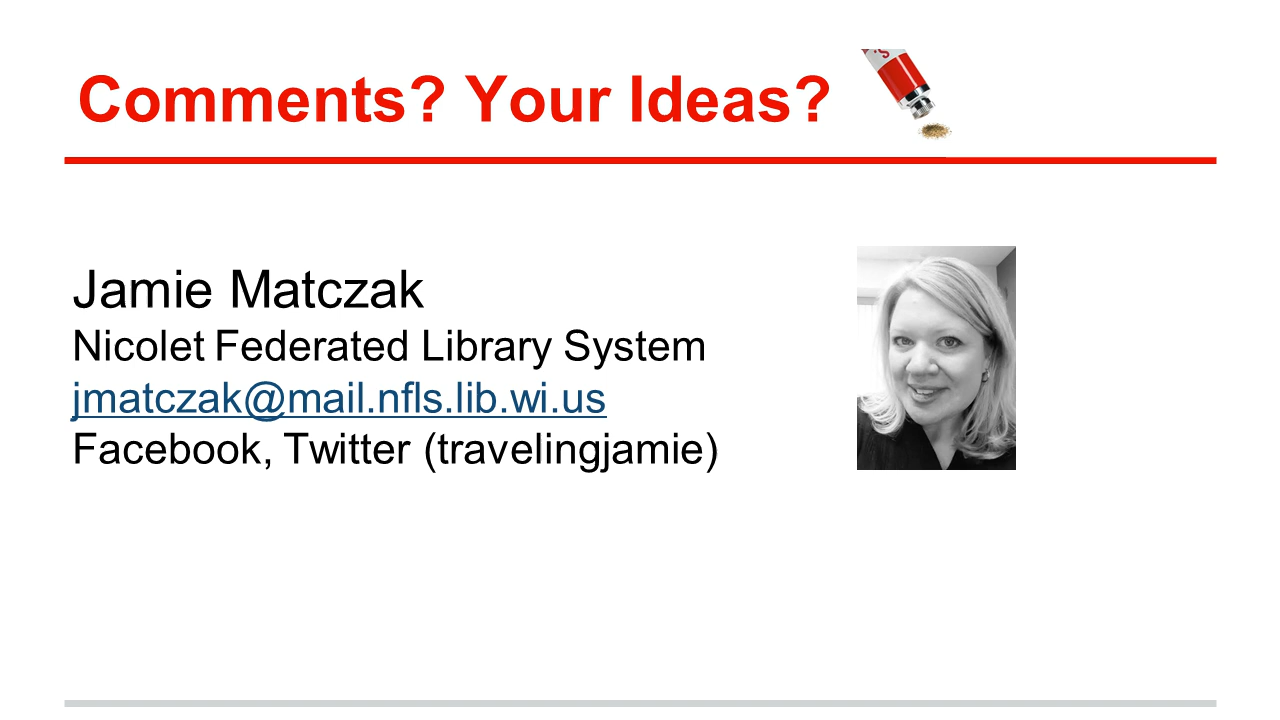 Comments? Your Ideas?
Jamie Matczak
Nicolet Federated Library System
jmatczak@mail.nfls.lib.wi.us
Facebook, Twitter (travelingjamie)